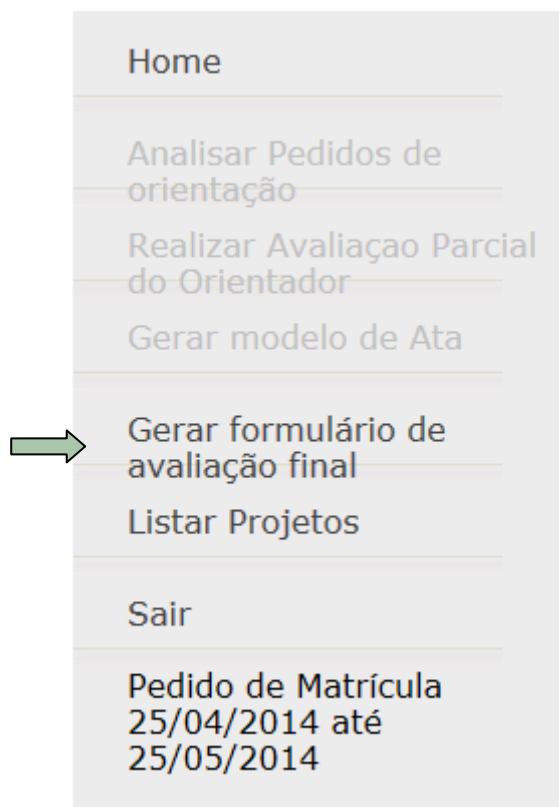 Home
Analisar Pedidos de
orientação
Realizar Avaliaçao Parcial
do Orientador
Gerar modelo de Ata
Gerar formulário de
avaliação final
Listar Projetos
Sair
Pedido de Matrícula
25/04/2014 até
25/05/2014